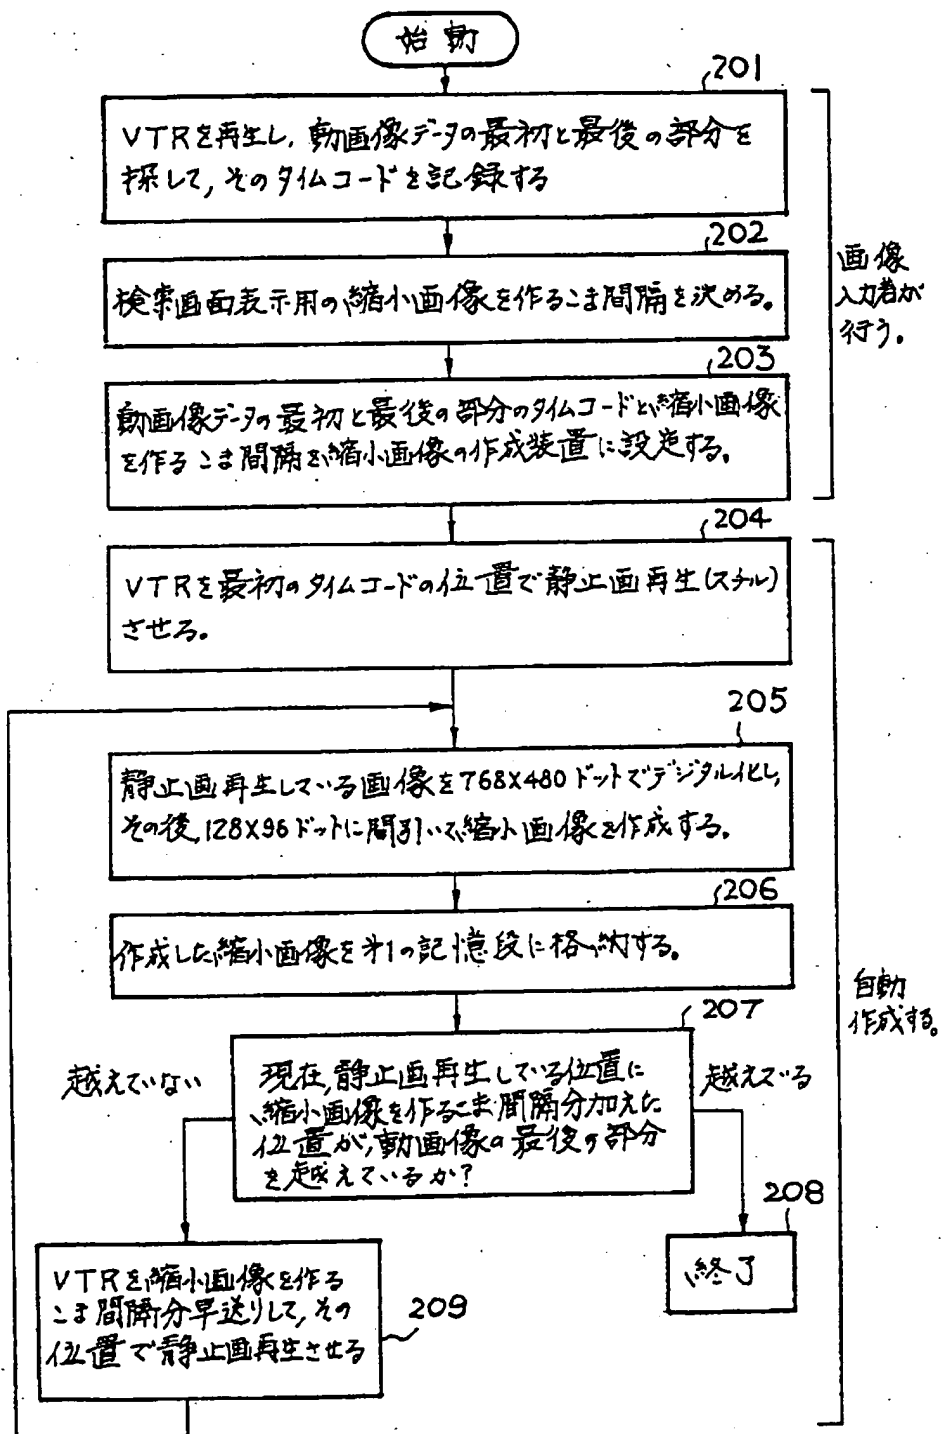 始動
201
VTRを再生し、動画像データの最初と最後の部分を
探して,そのタイムコードを記録する
202
検索画面表示用の縮小画像を作るこま間隔を決める。
画像
入力者が
行う。
203
動画像データの最初と最後の部分のタイムコードと縮小画像
を作るこま間隔を縮小画像の作成装置に設定する。
204
VTRを最初のタイムコードの位置で静止画再生(スチル)
させる。
205
静止画再生している画像を768X480ドットでデジタル化し,
その後,128X96ドットに間引いて縮小画像を作成する。
206
作成した縮小画像を㐧1の記憶段に格納する。
自動
作成する。
207
越えていない
現在,静止画再生している位置に
縮小画像を作るこま間隔分加えた
位置が,動画像の最後の部分
を越えているか?
越えている
208
終了
VTRを縮小画像を作る
こま間隔分早送りして,その
位置で静止画再生させる
209